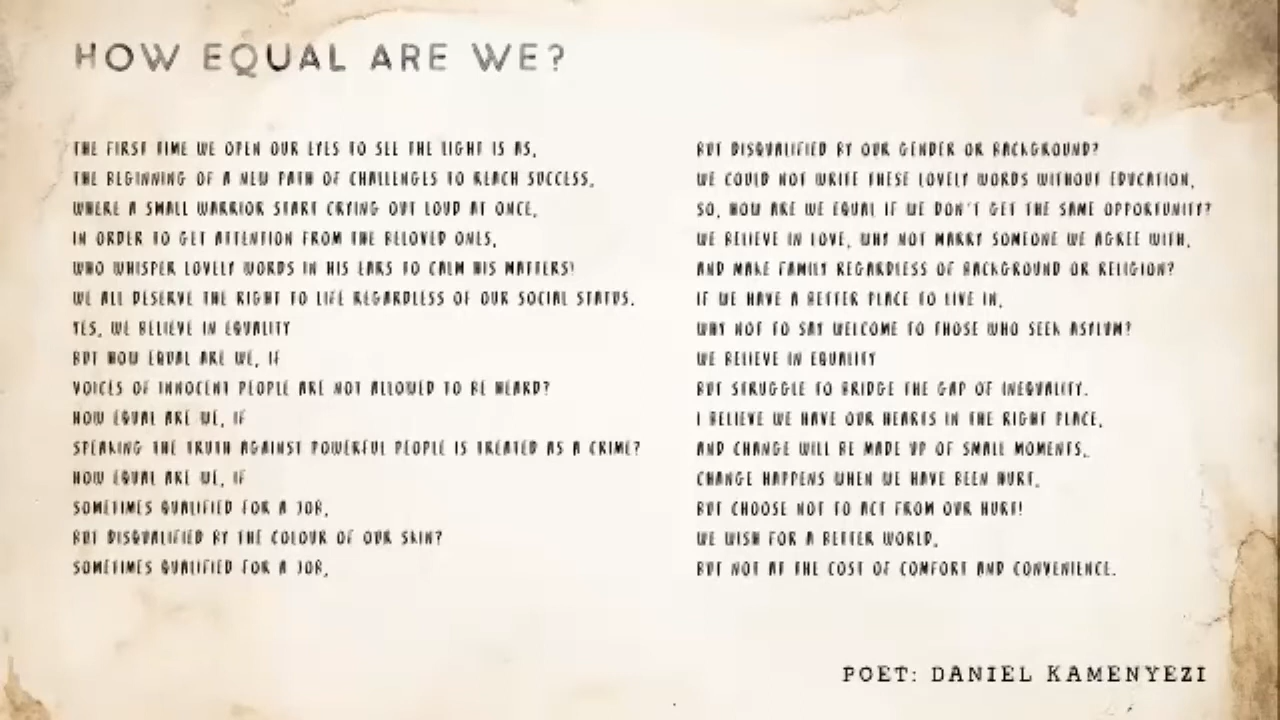 HOW EQUAL ARE WE?
THE FIRST TIME WE OPEN OUR EYES TO SEE THE LIGHT IS AS,
THE BEGINNING OF A NEW PATH OF CHALLENGES TO REACH SUCCESS,
WHERE A SMALL WARRIOR START CRYING OUT LOUD AT ONCE,
IN ORDER TO GET ATTENTION FROM THE BELOVED ONES,
WHO WHISPER LOVELY WORDS IN HIS EARS TO CALM HIS MATTERS!
WE ALL DESERVE THE RIGHT TO LIFE REGARDLESS OF OUR SOCIAL STATUS.
YES, WE BELIEVE IN EQUALITY
BUT HOW EQUAL ARE WE, IF
VOICES OF INNOCENT PEOPLE ARE NOT ALLOWED TO BE HEARD?
HOW EQUAL ARE WE, IF
SPEAKING THE TRUTH AGAINST POWERFUL PEOPLE IS TREATED AS A CRIME?
HOW EQUAL ARE WE, IF
SOMETIMES QUALIFIED FOR A JOB,
BUT DISQUALIFIED BY THE COLOUR OF OUR SKIN?
SOMETIMES QUALIFIED FOR A JOB,
BUT DISQUALIFIED BY OUR GENDER OR BACKGROUND?
WE COULD NOT WRITE THESE LOVELY WORDS WITHOUT EDUCATION,
SO, HOW ARE WE EQUAL IF WE DON'T GET THE SAME OPPORTUNITY?
WE BELIEVE IN LOVE, WHY NOT MARRY SOMEONE WE AGREE WITH,
AND MAKE FAMILY REGARDLESS OF BACKGROUND OR RELIGION?
IF WE HAVE A BETTER PLACE TO LIVE IN,
WHY NOT TO SAY WELCOME TO THOSE WHO SEEK ASYLUM?
WE BELIEVE IN EQUALITY
BUT STRUGGLE TO BRIDGE THE GAP OF INEQUALITY.
I BELIEVE WE HAVE OUR HEARTS IN THE RIGHT PLACE,
AND CHANGE WILL BE MADE UP OF SMALL MOMENTS,.
CHANGE HAPPENS WHEN WE HAVE BEEN HURT,
BUT CHOOSE NOT TO ACT FROM OUR HURT!
WE WISH FOR A BETTER WORLD,
BUT NOT AT THE COST OF COMFORT AND CONVENIENCE.
POET: DANIEL KAMENYEZI